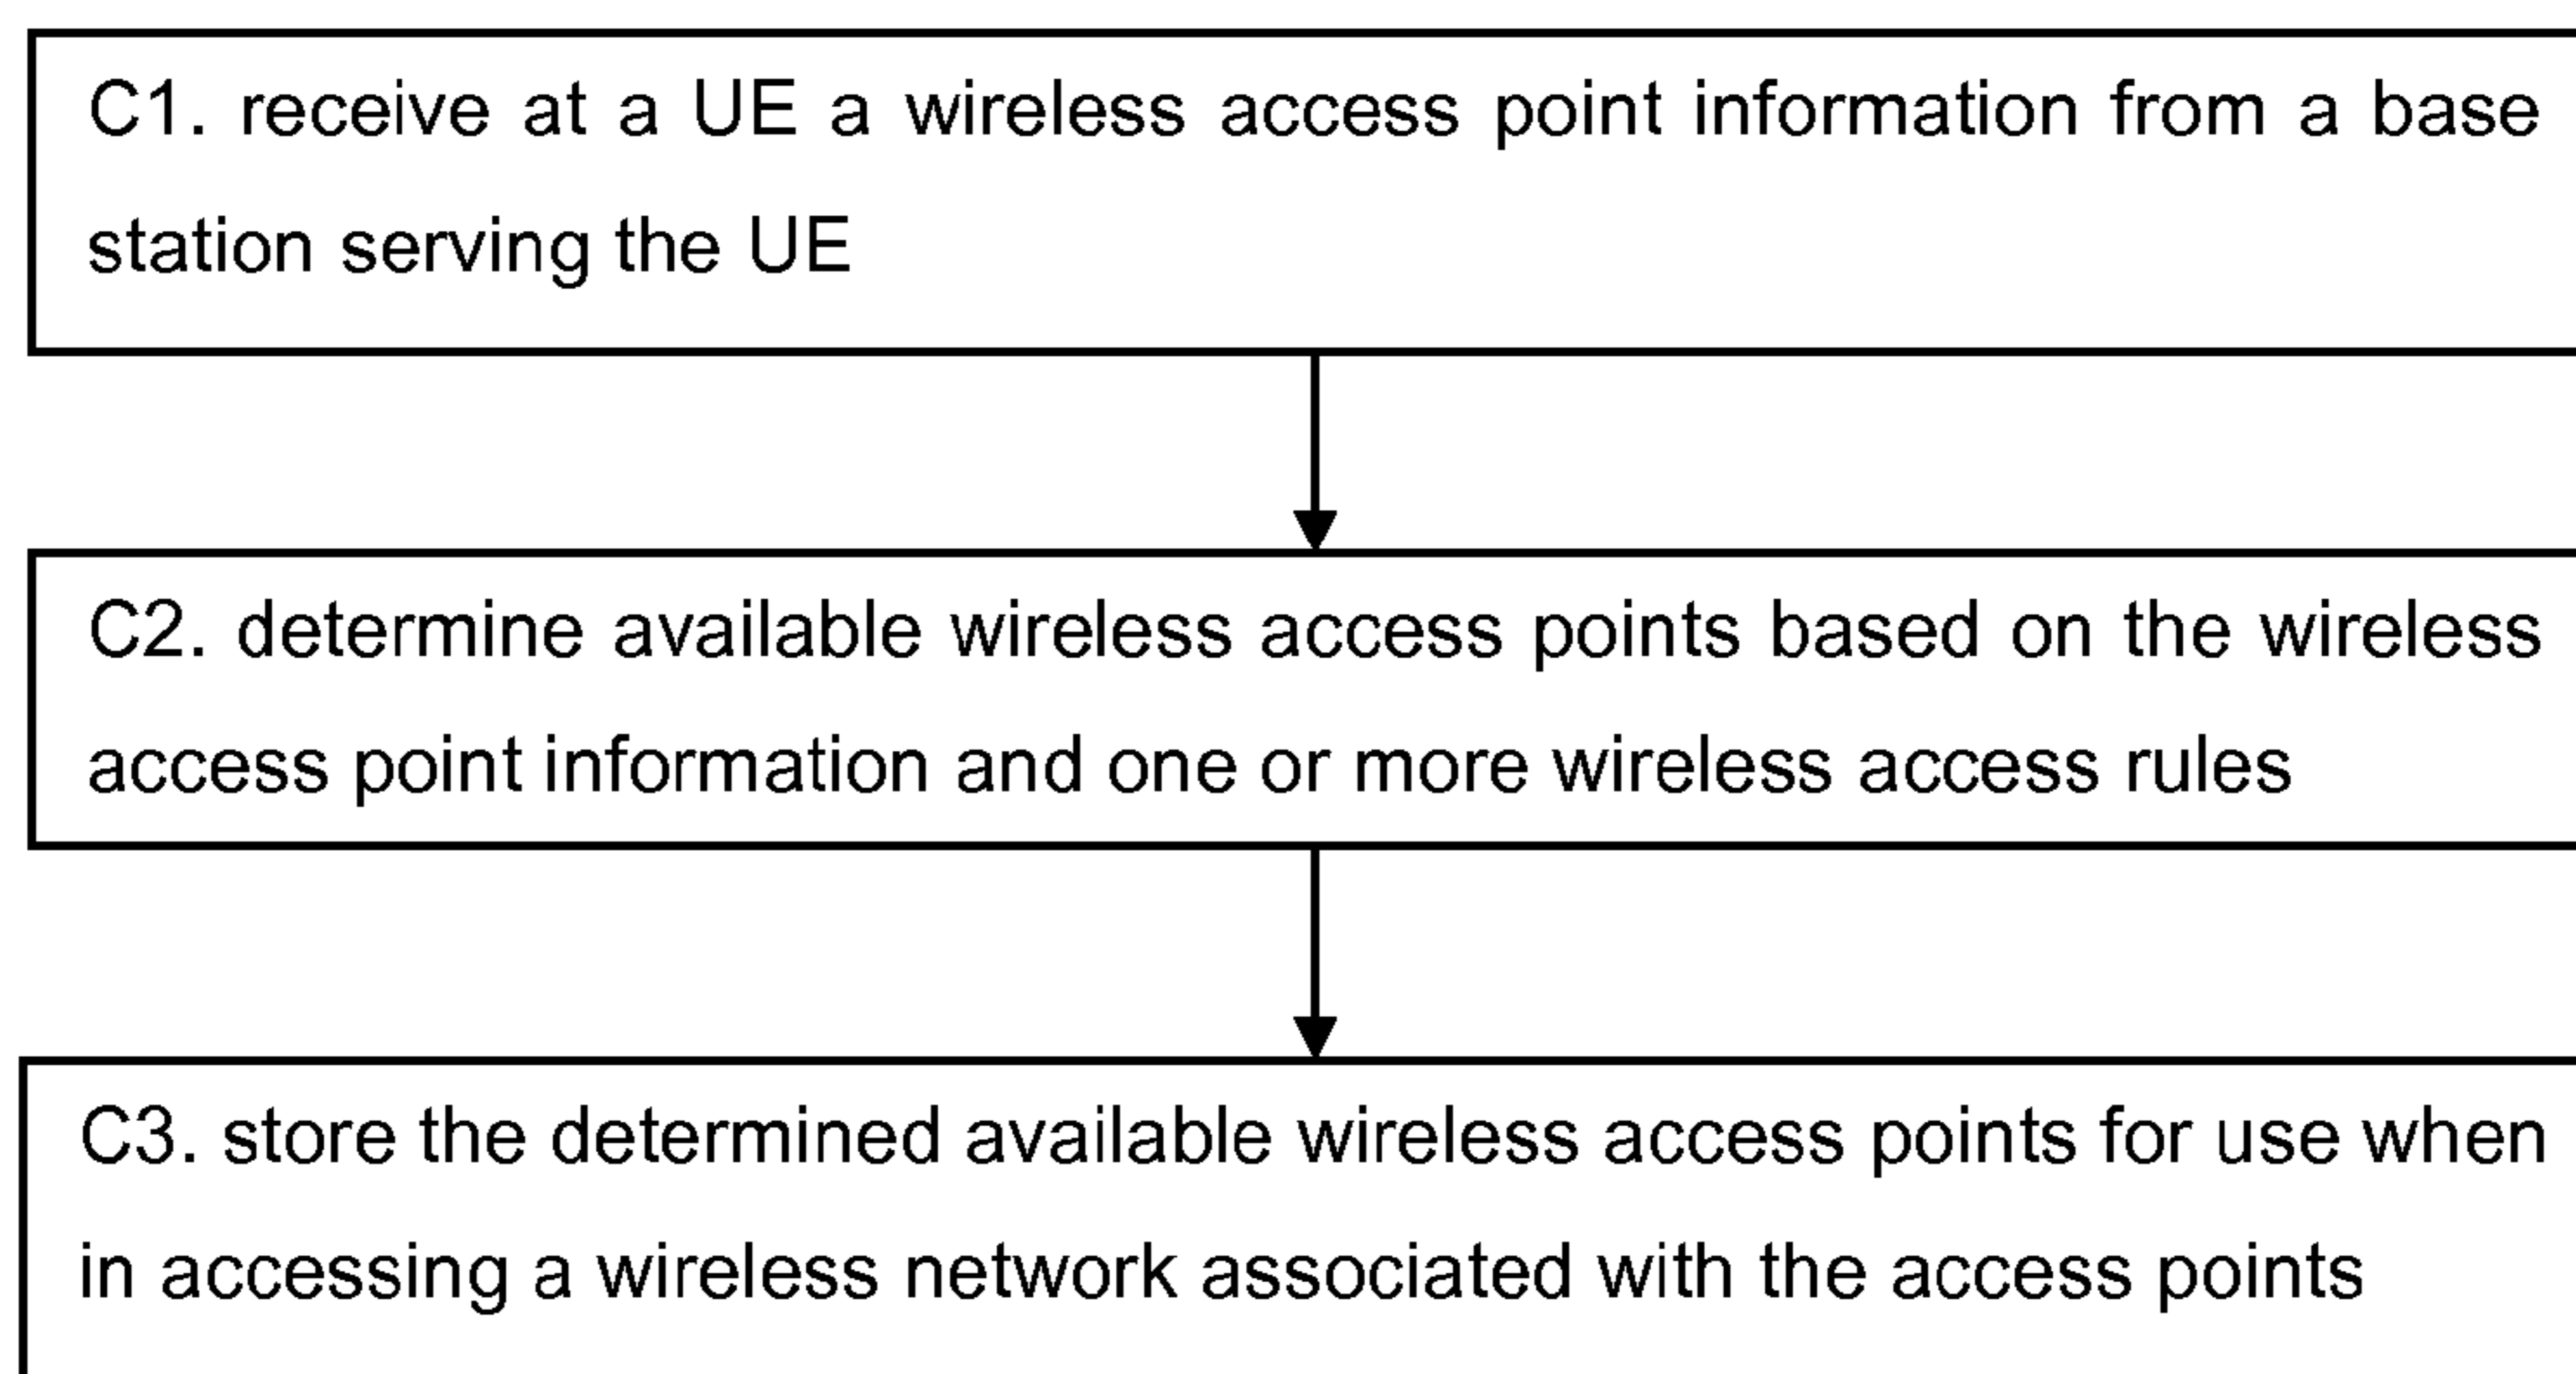 C1. receive at a UE a wireless access point information from a base
station serving the UE
C2. determine available wireless access points based on the wireless
access point information and one or more wireless access rules
C3. store the determined available wireless access points for use when
in accessing a wireless network associated with the access points